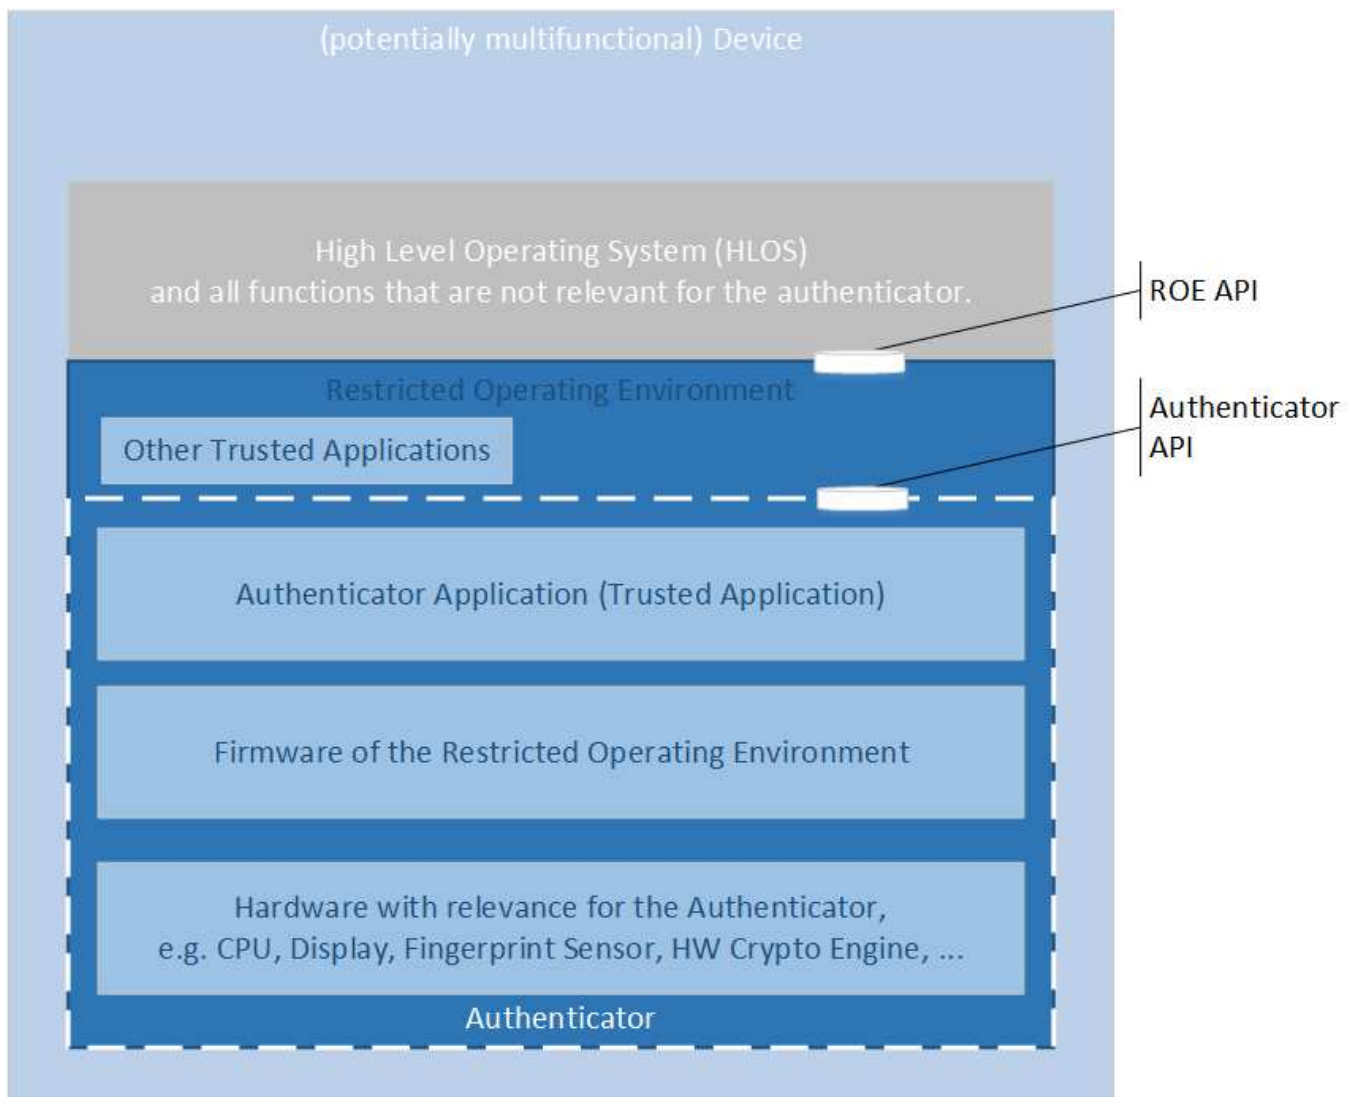 (potentially multifunctional) Device
High Level Operating System (HLOS)
and all functions that are not relevant for the authenticator.
ROE API
Restricted Operating Environment
Authenticator
API
Other Trusted Applications
Authenticator Application (Trusted Application)
Firmware of the Restricted Operating Environment
Hardware with relevance for the Authenticator,
e.g. CPU, Display, Fingerprint Sensor, HW Crypto Engine, ...
Authenticator